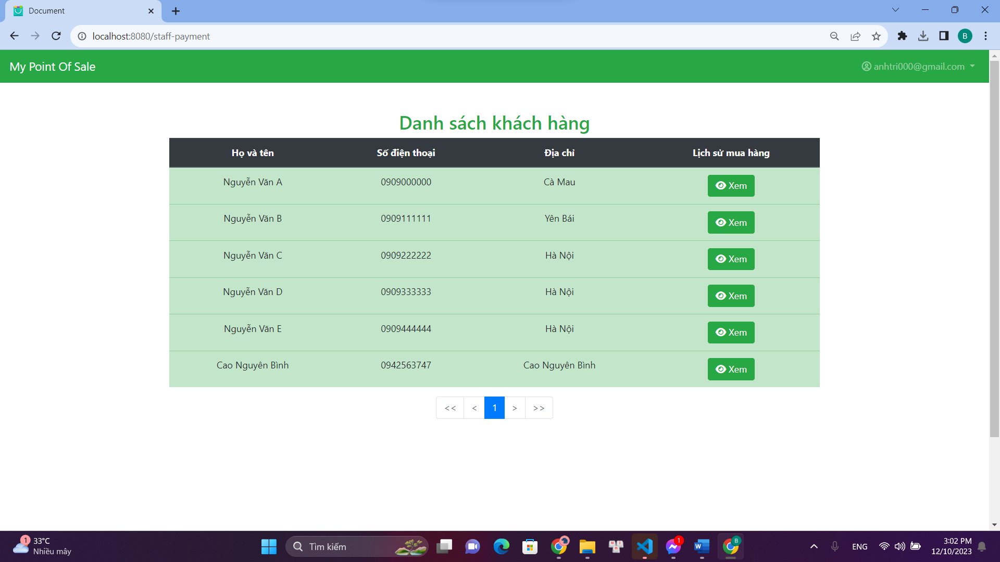 Document
localhost:8080/staff-payment
B
My Point Of Sale
anhtri000@gmail.com
Danh sách khách hàng
Họ và tên Số điện thoại Địa chỉ Lịch sử mua hàng
Nguyễn Văn A 0909000000 Cà Mau Xem
Nguyễn Văn B 0909111111 Yên Bái Xem
Nguyễn Văn C 0909222222 Hà Nội Xem
Nguyễn Văn D 0909333333 Hà Nội Xem
Nguyễn Văn E 0909444444 Hà Nội Xem
Cao Nguyên Bình 0942563747 Cao Nguyên Bình Xem
<< < 1 > >>
1
33°C
Nhiều mây
Tìm kiếm
1
W
B
ENG
3:02 PM
12/10/2023